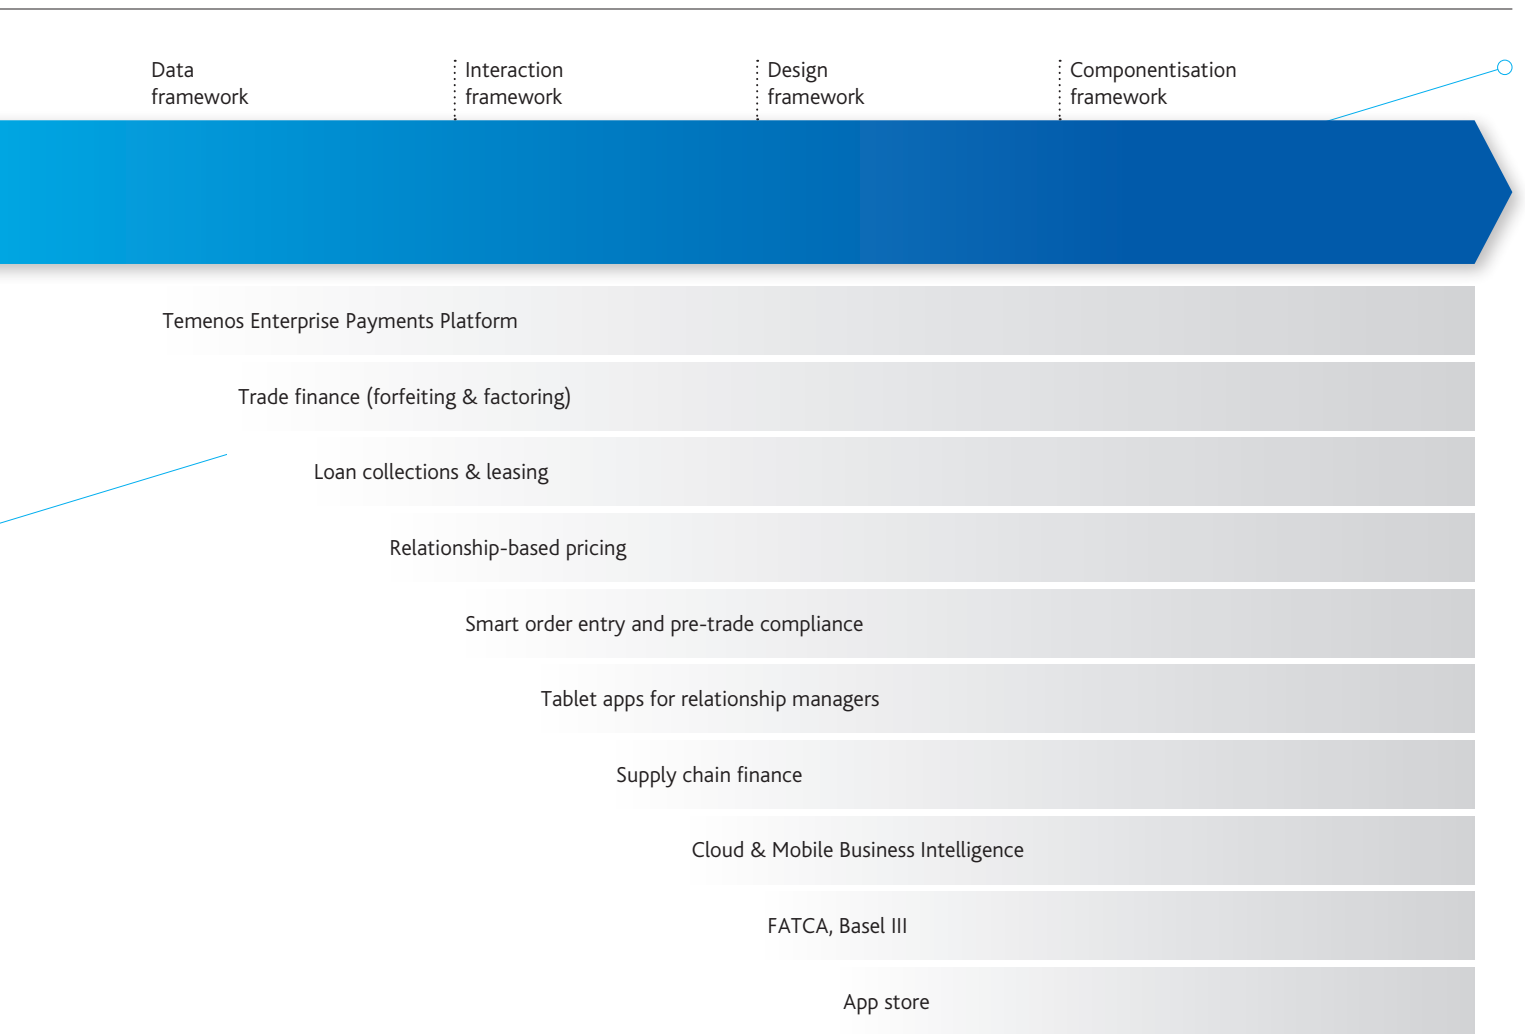 Data
framework
Interaction
framework
Design
framework
Componentisation
framework
Temenos Enterprise Payments Platform
Trade finance (forfeiting & factoring)
Loan collections & leasing
Relationship-based pricing
Smart order entry and pre-trade compliance
Tablet apps for relationship managers
Supply chain finance
Cloud & Mobile Business Intelligence
FATCA, Basel III
App store